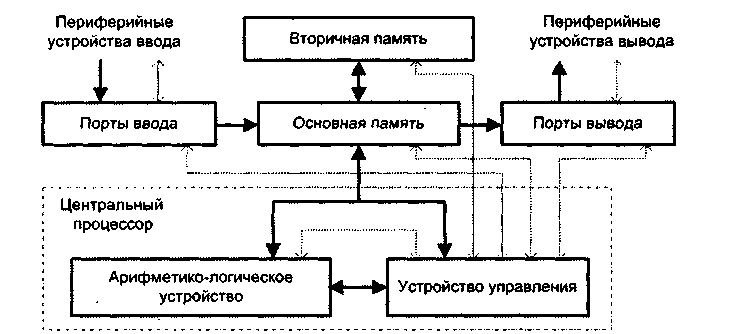 Периферийные
устройства ввода
Вторичная память
Периферийные
устройства вывода
Порты ввода
Основная память
Порты вывода
Центральный
процессор
Арифметико-логическое
устройство
Устройство управления